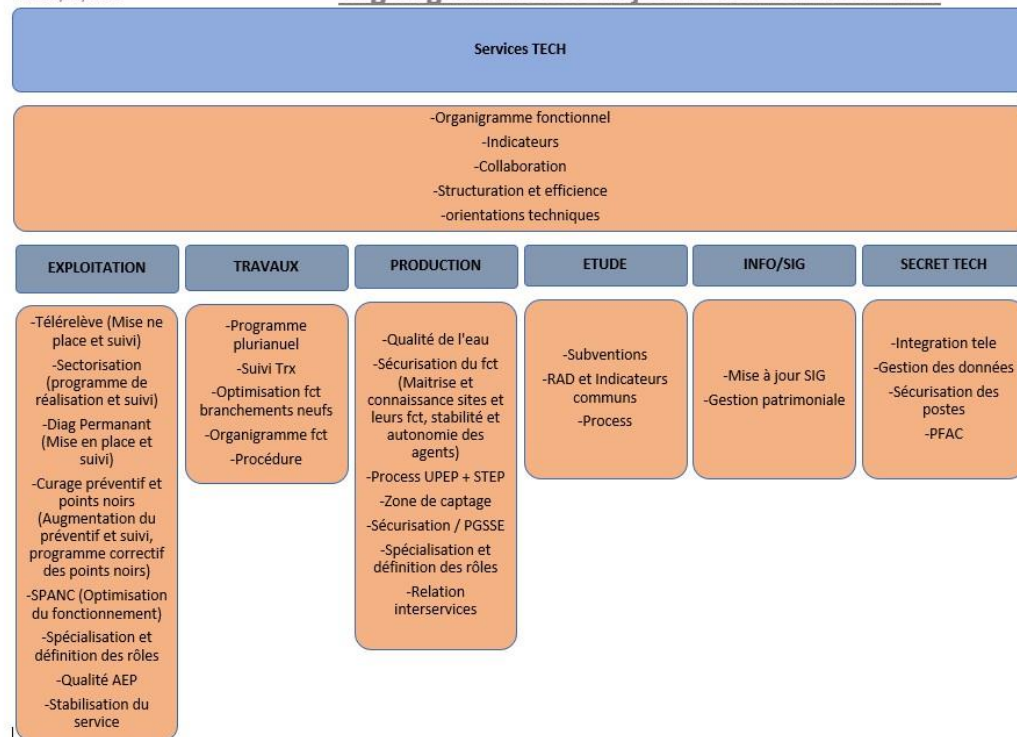 Services TECH
-Organigramme fonctionnel
-Indicateurs
-Collaboration
-Structuration et efficience
-orientations techniques
EXPLOITATION
-Télérelève (Mise ne
place et suivi)
-Sectorisation
(programme de
réalisation et suivi)
-Diag Permanant
(Mise en place et
suivi)
-Curage préventif et
points noirs
(Augmentation du
préventif et suivi,
programme correctif
des points noirs)
-SPANC (Optimisation
du fonctionnement)
-Spécialisation et
définition des rôles
-Qualité AEP
-Stabilisation du
service
TRAVAUX
-Programme
plurianuel
-Suivi Trx
-Optimisation fct
branchements neufs
-Organigramme fct
-Procédure
PRODUCTION
-Qualité de l'eau
-Sécurisation du fct
(Maitrise et
connaissance sites et
leurs fct, stabilité et
autonomie des
agents)
-Process UPEP + STEP
-Zone de captage
-Sécurisation / PGSSE
-Spécialisation et
définition des rôles
-Relation
interservices
ETUDE
-Subventions
-RAD et Indicateurs
communs
-Process
INFO/SIG
-Mise à jour SIG
-Gestion patrimoniale
SECRET TECH
-Integration tele
-Gestion des données
-Sécurisation des
postes
-PFAC